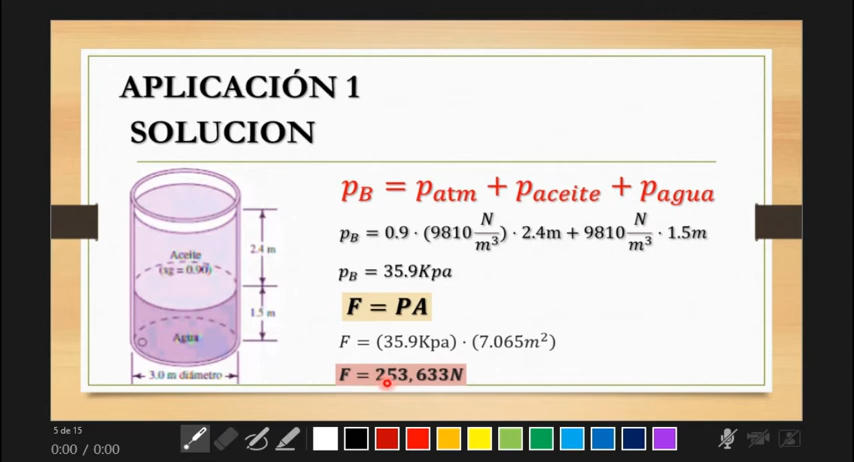 APLICACIÓN 1
SOLUCION
p_B = p_atm + p_aceite + p_agua
p_B = 0.9 · (9810 N/m³) · 2.4m + 9810 N/m³ · 1.5m
p_B = 35.9Kpa
F = PA
F = (35.9Kpa) · (7.065m²)
F = 253,633N
Aceite
(sg = 0.90)
2.4 m
1.5 m
Agua
3.0 m diámetro
5 de 15
0:00 / 0:00